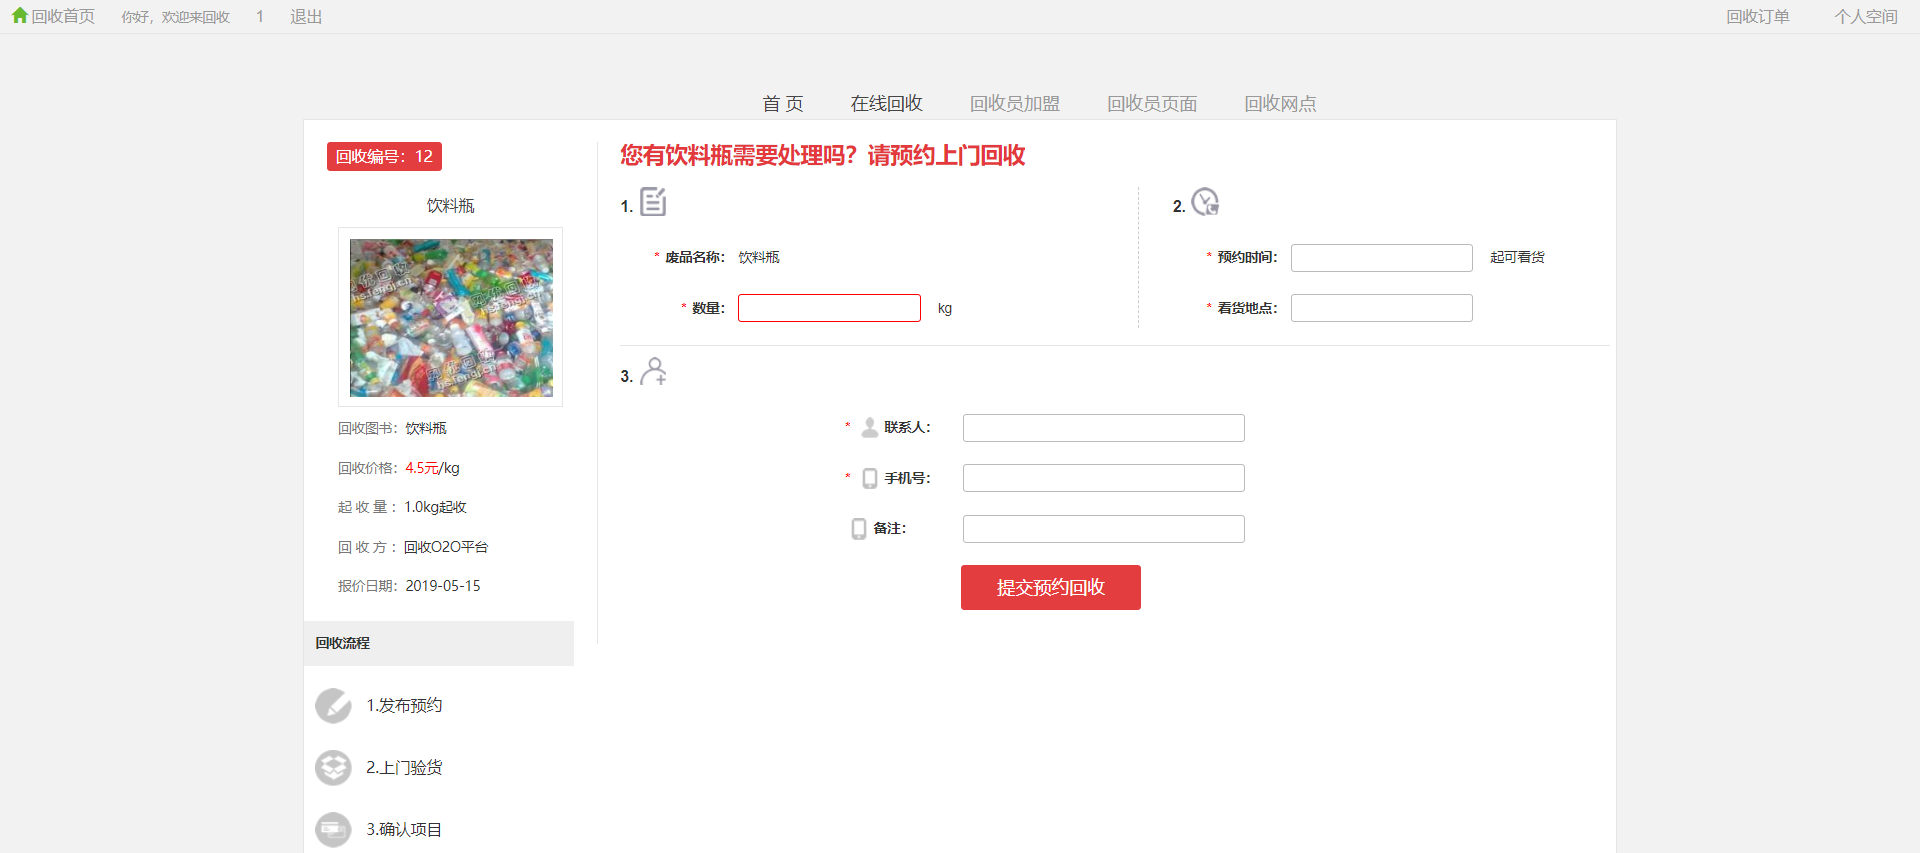 回收首页 你好，欢迎来回收 1 退出 回收订单 个人空间
首 页 在线回收 回收员加盟 回收员页面 回收网点
回收编号：12
饮料瓶
回收图书：饮料瓶
回收价格：4.5元/kg
起 收 量 ：1.0kg起收
回 收 方 ：回收O2O平台
报价日期：2019-05-15
回收流程
1.发布预约
2.上门验货
3.确认项目
您有饮料瓶需要处理吗？请预约上门回收
1.
* 废品名称： 饮料瓶
* 数量： kg
2.
* 预约时间： 起可看货
* 看货地点：
3.
* 联系人：
* 手机号：
备注：
提交预约回收